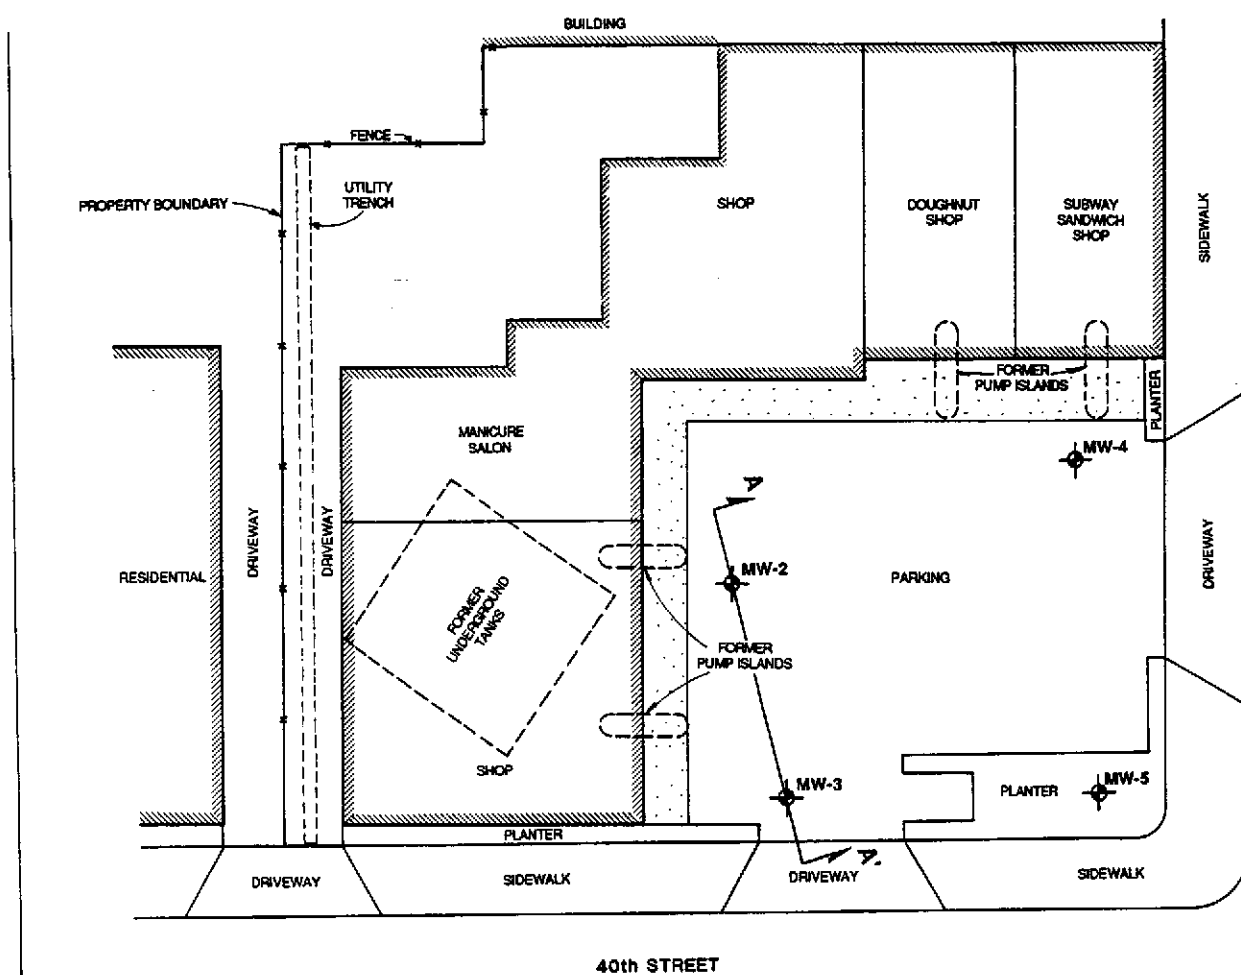 BUILDING
FENCE
PROPERTY BOUNDARY
UTILITY
TRENCH
SHOP
DOUGHNUT
SHOP
SUBWAY
SANDWICH
SHOP
SIDEWALK
FORMER
PUMP ISLANDS
PLANTER
MANICURE
SALON
MW-4
A
DRIVEWAY
DRIVEWAY
RESIDENTIAL
FORMER
UNDERGROUND
TANKS
MW-2
PARKING
DRIVEWAY
FORMER
PUMP ISLANDS
SHOP
MW-3
PLANTER
MW-5
PLANTER
A'
DRIVEWAY
SIDEWALK
DRIVEWAY
SIDEWALK
40th STREET